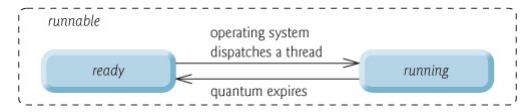 runnable
operating system
dispatches a thread
ready
running
quantum expires